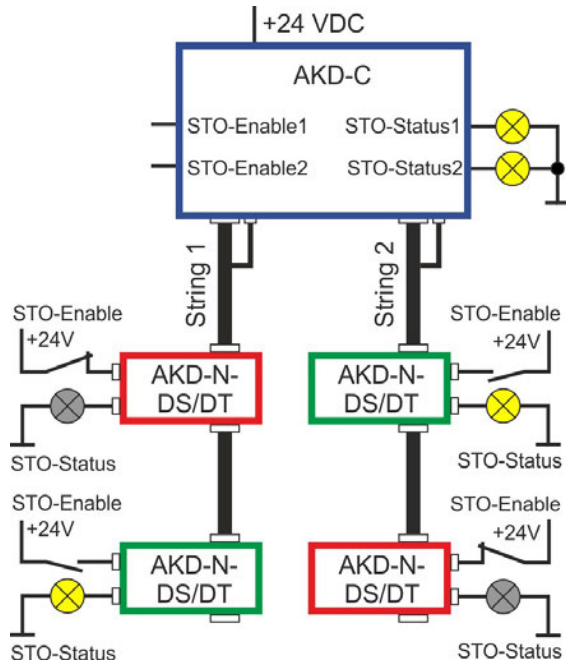 +24 VDC
AKD-C
STO-Enable1
STO-Status1
STO-Enable2
STO-Status2
String 1
String 2
STO-Enable
+24V
AKD-N-
DS/DT
STO-Status
AKD-N-
DS/DT
STO-Enable
+24V
STO-Status
STO-Enable
+24V
AKD-N-
DS/DT
STO-Status
AKD-N-
DS/DT
STO-Enable
+24V
STO-Status